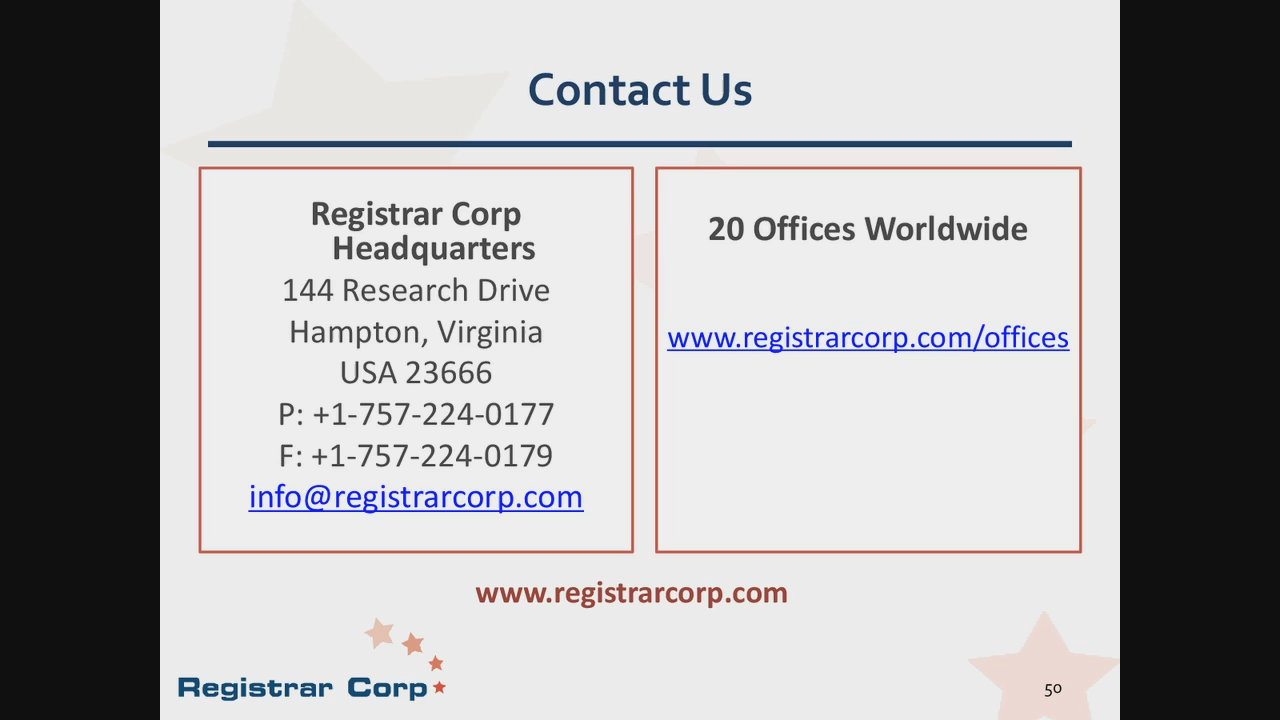 Contact Us
Registrar Corp
Headquarters
144 Research Drive
Hampton, Virginia
USA 23666
P: +1-757-224-0177
F: +1-757-224-0179
info@registrarcorp.com
20 Offices Worldwide
www.registrarcorp.com/offices
www.registrarcorp.com
Registrar Corp
50